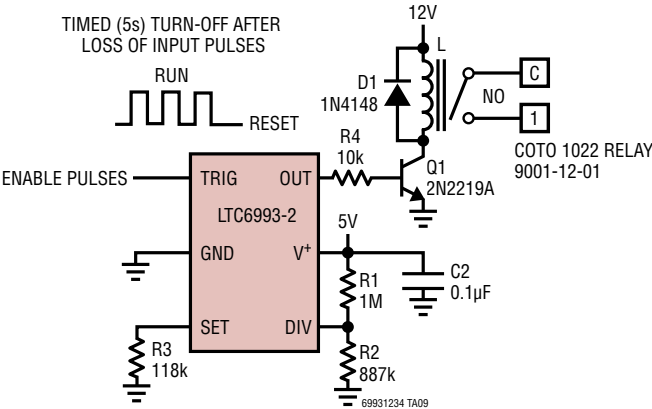 TIMED (5s) TURN-OFF AFTER
LOSS OF INPUT PULSES
RUN
RESET
12V
L
D1
1N4148
C
NO
1
COTO 1022 RELAY
9001-12-01
R4
10k
Q1
2N2219A
ENABLE PULSES
TRIG
OUT
LTC6993-2
GND
V+
5V
R1
1M
C2
0.1µF
SET
DIV
R3
118k
R2
887k
69931234 TA09